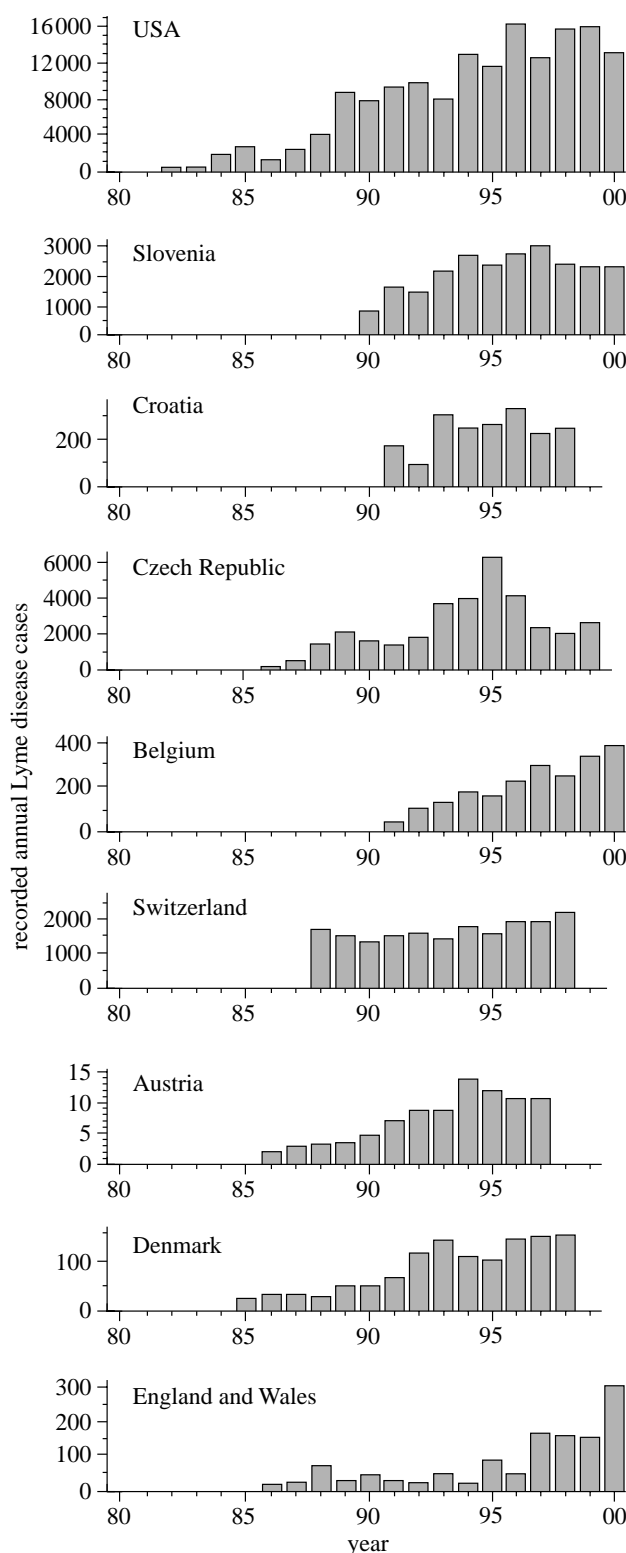 16000
USA
12000
8000
4000
0
80 85 90 95 00
3000
Slovenia
2000
1000
0
80 85 90 95 00
Croatia
200
0
80 85 90 95
6000
Czech Republic
4000
2000
0
80 85 90 95
400
Belgium
200
0
80 85 90 95 00
Switzerland
2000
1000
0
80 85 90 95
15
Austria
10
5
0
80 85 90 95
Denmark
100
0
80 85 90 95
300
England and Wales
200
100
0
80 85 90 95 00
year
recorded annual Lyme disease cases